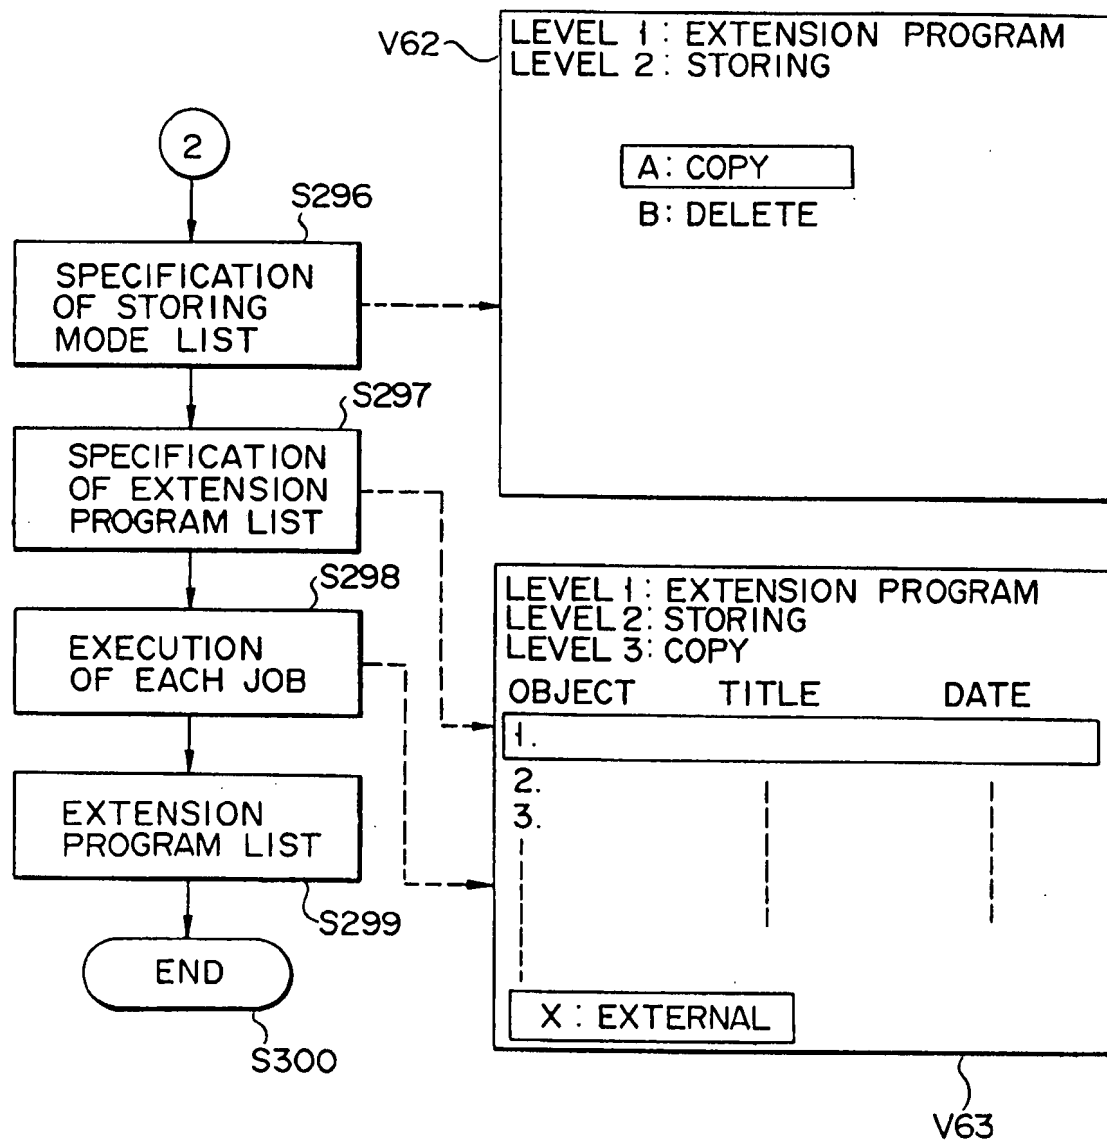 2
S296
SPECIFICATION
OF STORING
MODE LIST
S297
SPECIFICATION
OF EXTENSION
PROGRAM LIST
S298
EXECUTION
OF EACH JOB
EXTENSION
PROGRAM LIST
S299
END
S300
V62
LEVEL 1: EXTENSION PROGRAM
LEVEL 2: STORING
A: COPY
B: DELETE
LEVEL 1: EXTENSION PROGRAM
LEVEL 2: STORING
LEVEL 3: COPY
OBJECT TITLE DATE
1.
2.
3.
X: EXTERNAL
V63